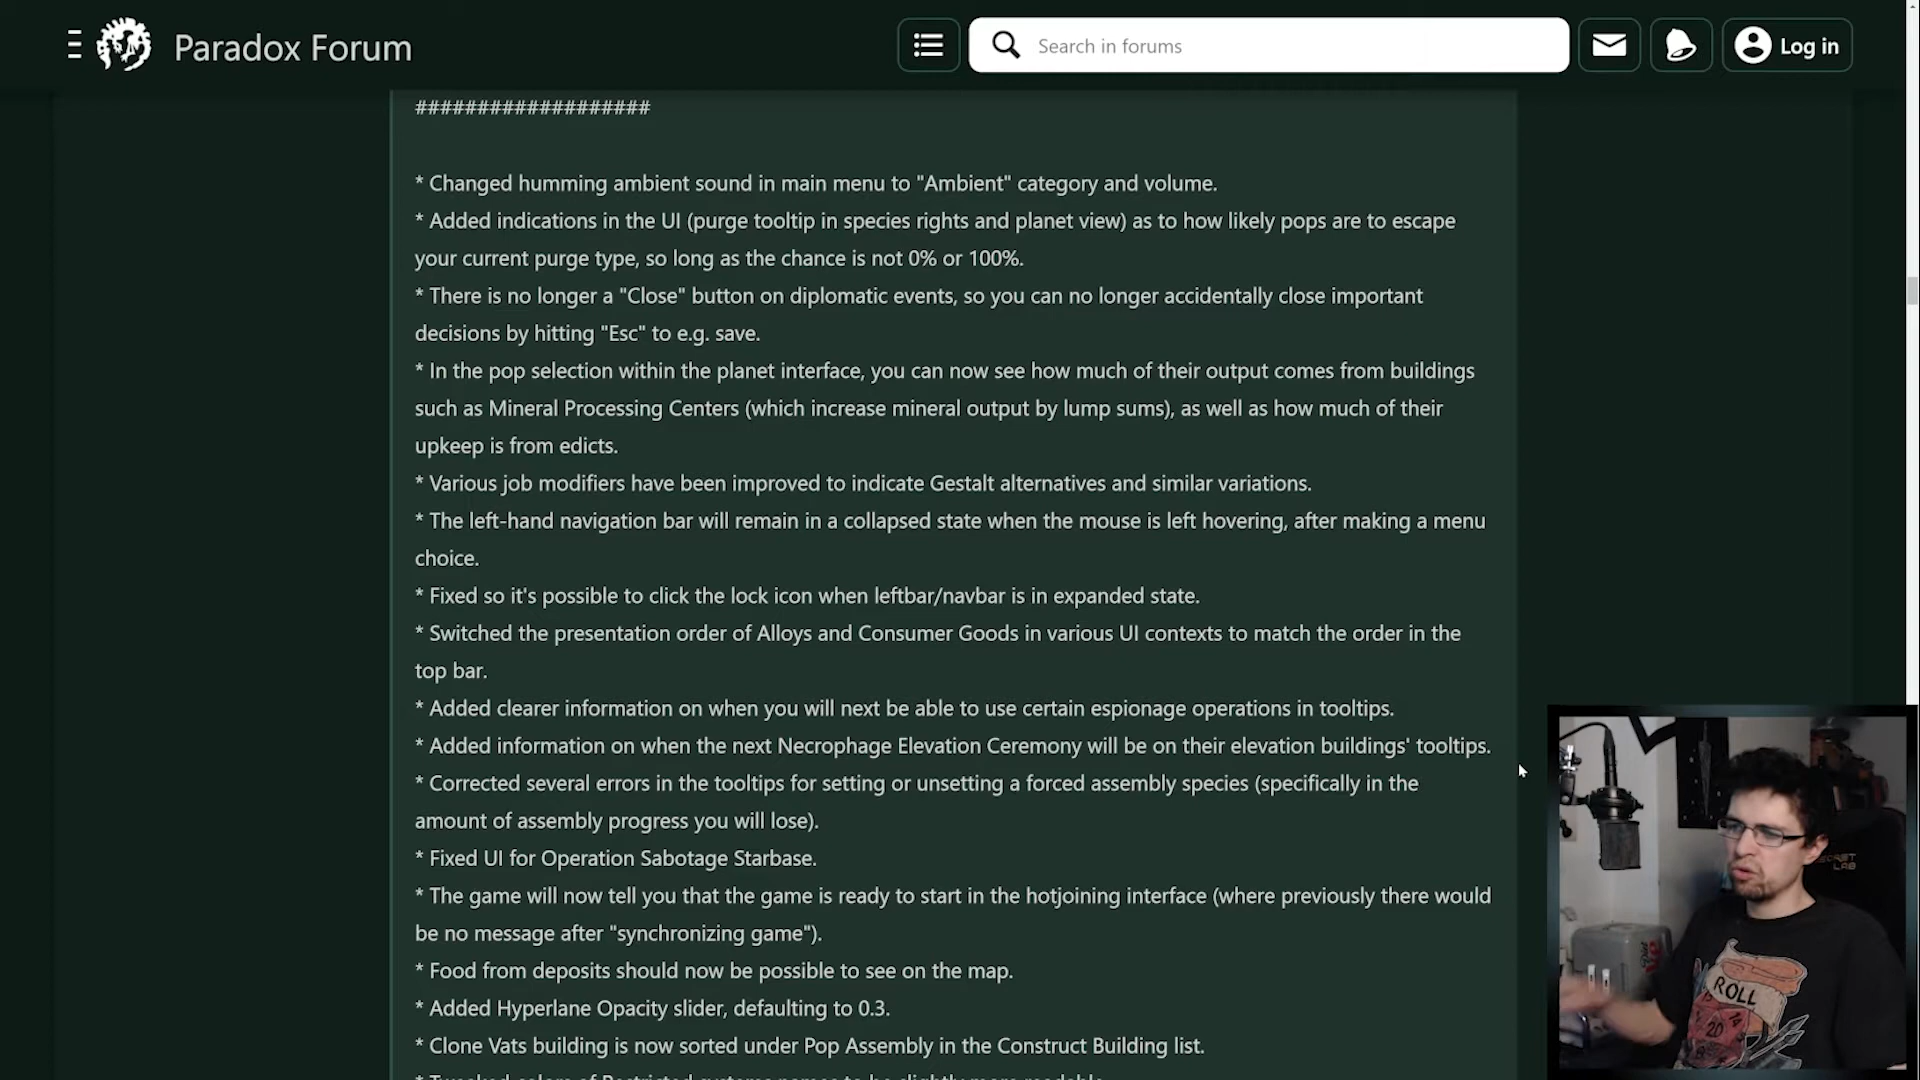 Paradox Forum
Search in forums
Log in
###################
* Changed humming ambient sound in main menu to "Ambient" category and volume.
* Added indications in the UI (purge tooltip in species rights and planet view) as to how likely pops are to escape
your current purge type, so long as the chance is not 0% or 100%.
* There is no longer a "Close" button on diplomatic events, so you can no longer accidentally close important
decisions by hitting "Esc" to e.g. save.
* In the pop selection within the planet interface, you can now see how much of their output comes from buildings
such as Mineral Processing Centers (which increase mineral output by lump sums), as well as how much of their
upkeep is from edicts.
* Various job modifiers have been improved to indicate Gestalt alternatives and similar variations.
* The left-hand navigation bar will remain in a collapsed state when the mouse is left hovering, after making a menu
choice.
* Fixed so it's possible to click the lock icon when leftbar/navbar is in expanded state.
* Switched the presentation order of Alloys and Consumer Goods in various UI contexts to match the order in the
top bar.
* Added clearer information on when you will next be able to use certain espionage operations in tooltips.
* Added information on when the next Necrophage Elevation Ceremony will be on their elevation buildings' tooltips.
* Corrected several errors in the tooltips for setting or unsetting a forced assembly species (specifically in the
amount of assembly progress you will lose).
* Fixed UI for Operation Sabotage Starbase.
* The game will now tell you that the game is ready to start in the hotjoining interface (where previously there would
be no message after "synchronizing game").
* Food from deposits should now be possible to see on the map.
* Added Hyperlane Opacity slider, defaulting to 0.3.
* Clone Vats building is now sorted under Pop Assembly in the Construct Building list.
ROLL
20